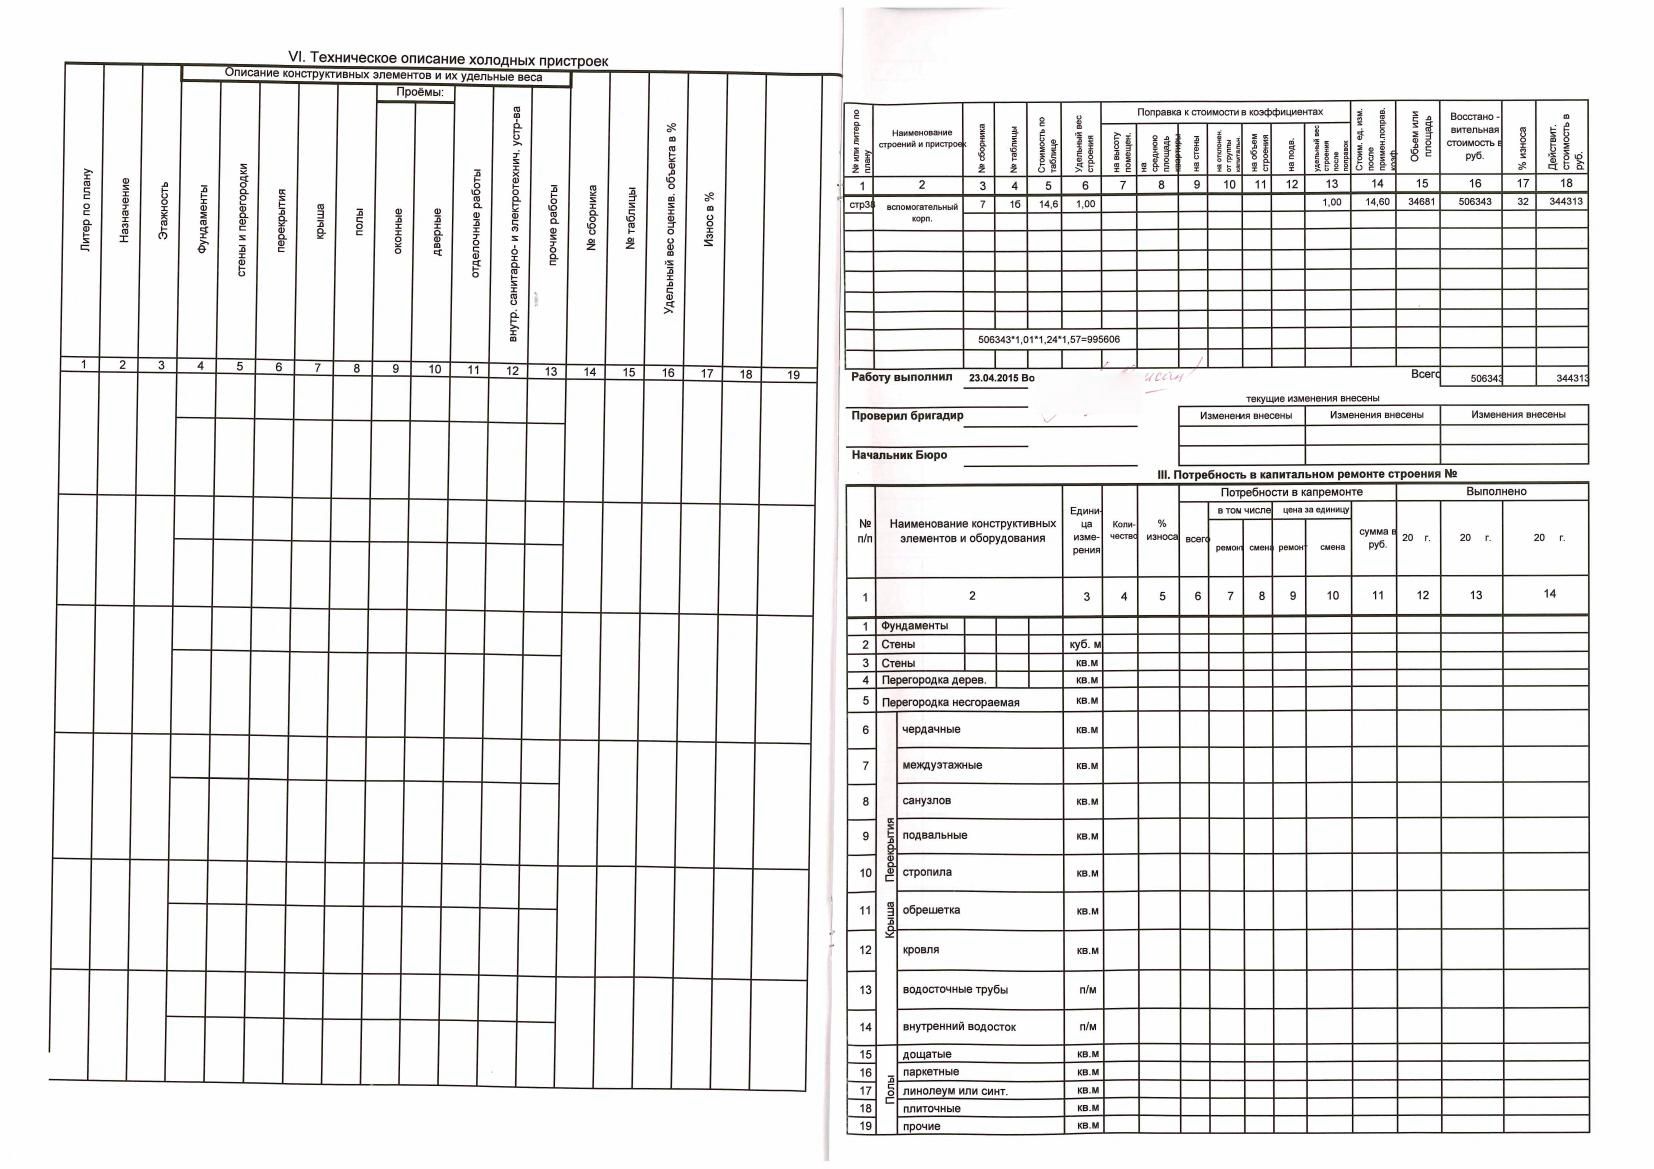 VI. Техническое описание холодных пристроек
Описание конструктивных элементов и их удельные веса
Проёмы:
Литер по плану
Назначение
Этажность
Фундаменты
стены и перегородки
перекрытия
крыша
полы
оконные
дверные
отделочные работы
внутр. санитарно- и электротехнич. устр-ва
прочие работы
№ сборника
№ таблицы
Удельный вес оценив. объекта в %
Износ в %
1 2 3 4 5 6 7 8 9 10 11 12 13 14 15 16 17 18 19
№ или литер по плану
Наименование
строений и пристроек
№ сборника
№ таблицы
Стоимость по
таблице
Удельный вес
строения
Поправка к стоимости в коэффициентах
на высоту
помещен.
на
среднюю
площадь
квартиры
на стены
на отклонен.
от группы
капитальн.
на объем
строения
на подв.
удельный вес
строения
после
поправок
Стоим. ед. изм.
после
примен.поправ.
коэф.
Объем или
площадь
Восстано -
вительная
стоимость в
руб.
% износа
Действит.
стоимость в
руб.
1 2 3 4 5 6 7 8 9 10 11 12 13 14 15 16 17 18
стр38 вспомогательный 7 1б 14,6 1,00 1,00 14,60 34681 506343 32 344313
корп.
506343*1,01*1,24*1,57=995606
Работу выполнил 23.04.2015 Во
Всего 506343 344313
текущие изменения внесены
Проверил бригадир
Изменения внесены Изменения внесены Изменения внесены
Начальник Бюро
III. Потребность в капитальном ремонте строения №
№
п/п
Наименование конструктивных
элементов и оборудования
Едини-
ца
изме-
рения
Коли-
чество
%
износа
Потребности в капремонте
всего
в том числе
ремонт смена
цена за единицу
ремонт смена
сумма в
руб.
Выполнено
20 г. 20 г. 20 г.
1 2 3 4 5 6 7 8 9 10 11 12 13 14
1 Фундаменты
2 Стены куб. м
3 Стены кв.м
4 Перегородка дерев. кв.м
5 Перегородка несгораемая кв.м
Перекрытия
6 чердачные кв.м
7 междуэтажные кв.м
8 санузлов кв.м
9 подвальные кв.м
Крыша
10 стропила кв.м
11 обрешетка кв.м
12 кровля кв.м
13 водосточные трубы п/м
14 внутренний водосток п/м
Полы
15 дощатые кв.м
16 паркетные кв.м
17 линолеум или синт. кв.м
18 плиточные кв.м
19 прочие кв.м